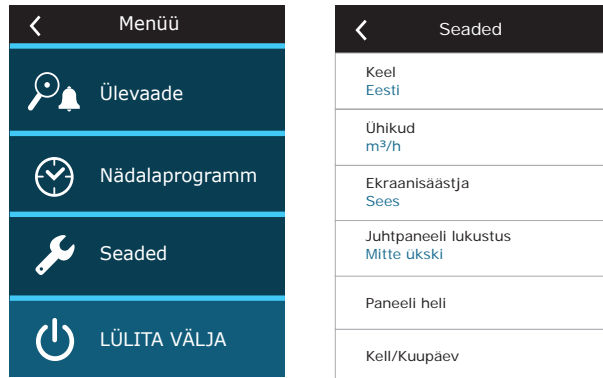 Menüü
Ülevaade
Nädalaprogramm
Seaded
LÜLITA VÄLJA
Seaded
Keel
Eesti
Ühikud
m³/h
Ekraanisäästja
Sees
Juhtpaneeli lukustus
Mitte ükski
Paneeli heli
Kell/Kuupäev